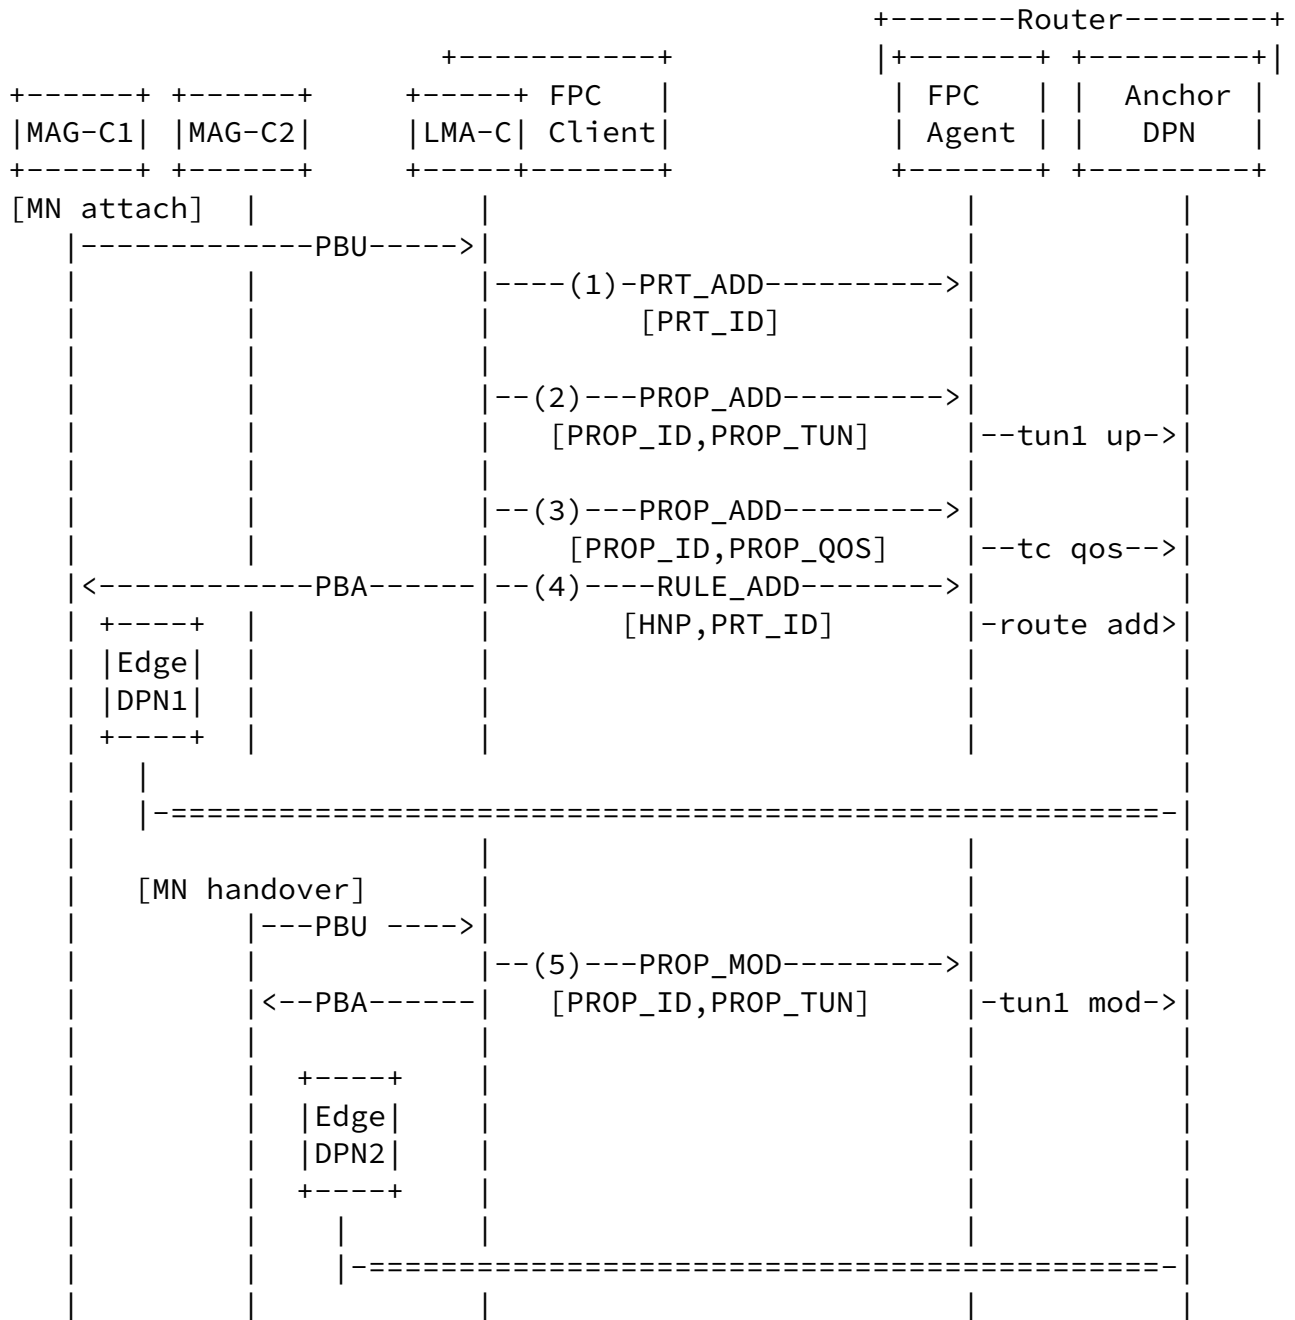 Router
MAG-C1 MAG-C2 LMA-C FPC Client FPC Agent Anchor DPN
[MN attach]
PBU
(1)-PRT_ADD
[PRT_ID]
(2)---PROP_ADD
[PROP_ID,PROP_TUN] tun1 up
(3)---PROP_ADD
[PROP_ID,PROP_QOS] tc qos
PBA (4)----RULE_ADD
[HNP,PRT_ID] route add
Edge
DPN1
[MN handover]
PBU
(5)---PROP_MOD
PBA [PROP_ID,PROP_TUN] tun1 mod
Edge
DPN2